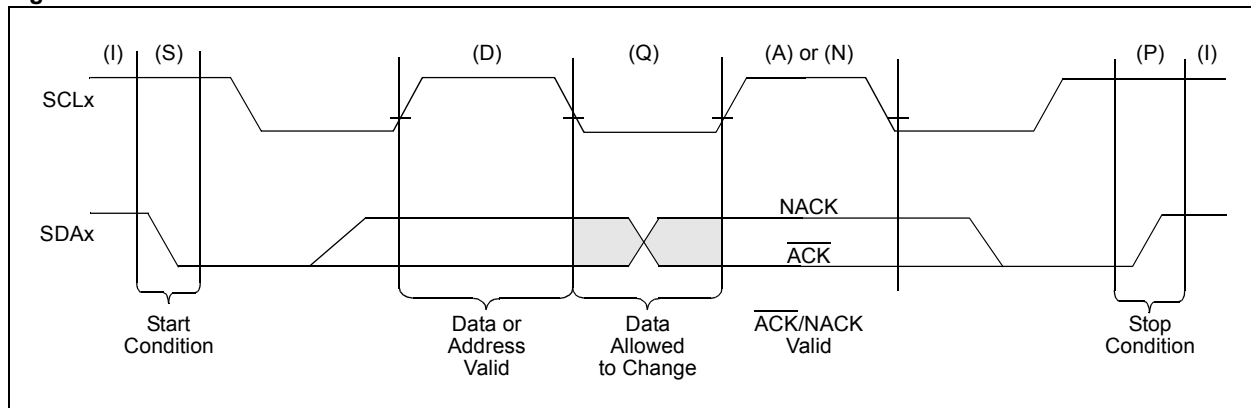 (I) (S) (D) (Q) (A) or (N) (P) (I)
SCLx
NACK
SDAx
ACK
Start
Condition
Data or
Address
Valid
Data
Allowed
to Change
ACK/NACK
Valid
Stop
Condition